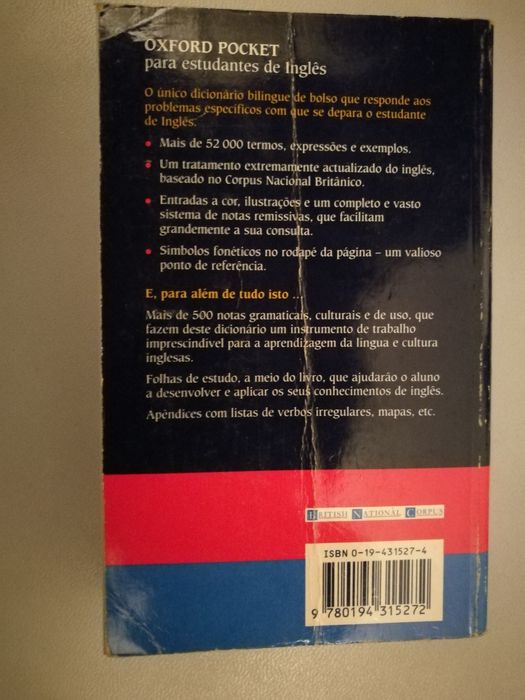 OXFORD POCKET
para estudantes de Inglês
O único dicionário bilingue de bolso que responde aos
problemas específicos com que se depara o estudante
de Inglês:
• Mais de 52 000 termos, expressões e exemplos.
• Um tratamento extremamente actualizado do inglês,
baseado no Corpus Nacional Britânico.
• Entradas a cor, ilustrações e um completo e vasto
sistema de notas remissivas, que facilitam
grandemente a sua consulta.
• Símbolos fonéticos no rodapé da página – um valioso
ponto de referência.
E, para além de tudo isto ...
Mais de 500 notas gramaticais, culturais e de uso, que
fazem deste dicionário um instrumento de trabalho
imprescindível para a aprendizagem da língua e cultura
inglesas.
Folhas de estudo, a meio do livro, que ajudarão o aluno
a desenvolver e aplicar os seus conhecimentos de inglês.
Apêndices com listas de verbos irregulares, mapas, etc.
BRITISH NATIONAL CORPUS
ISBN 0-19-431527-4
9 780194 315272